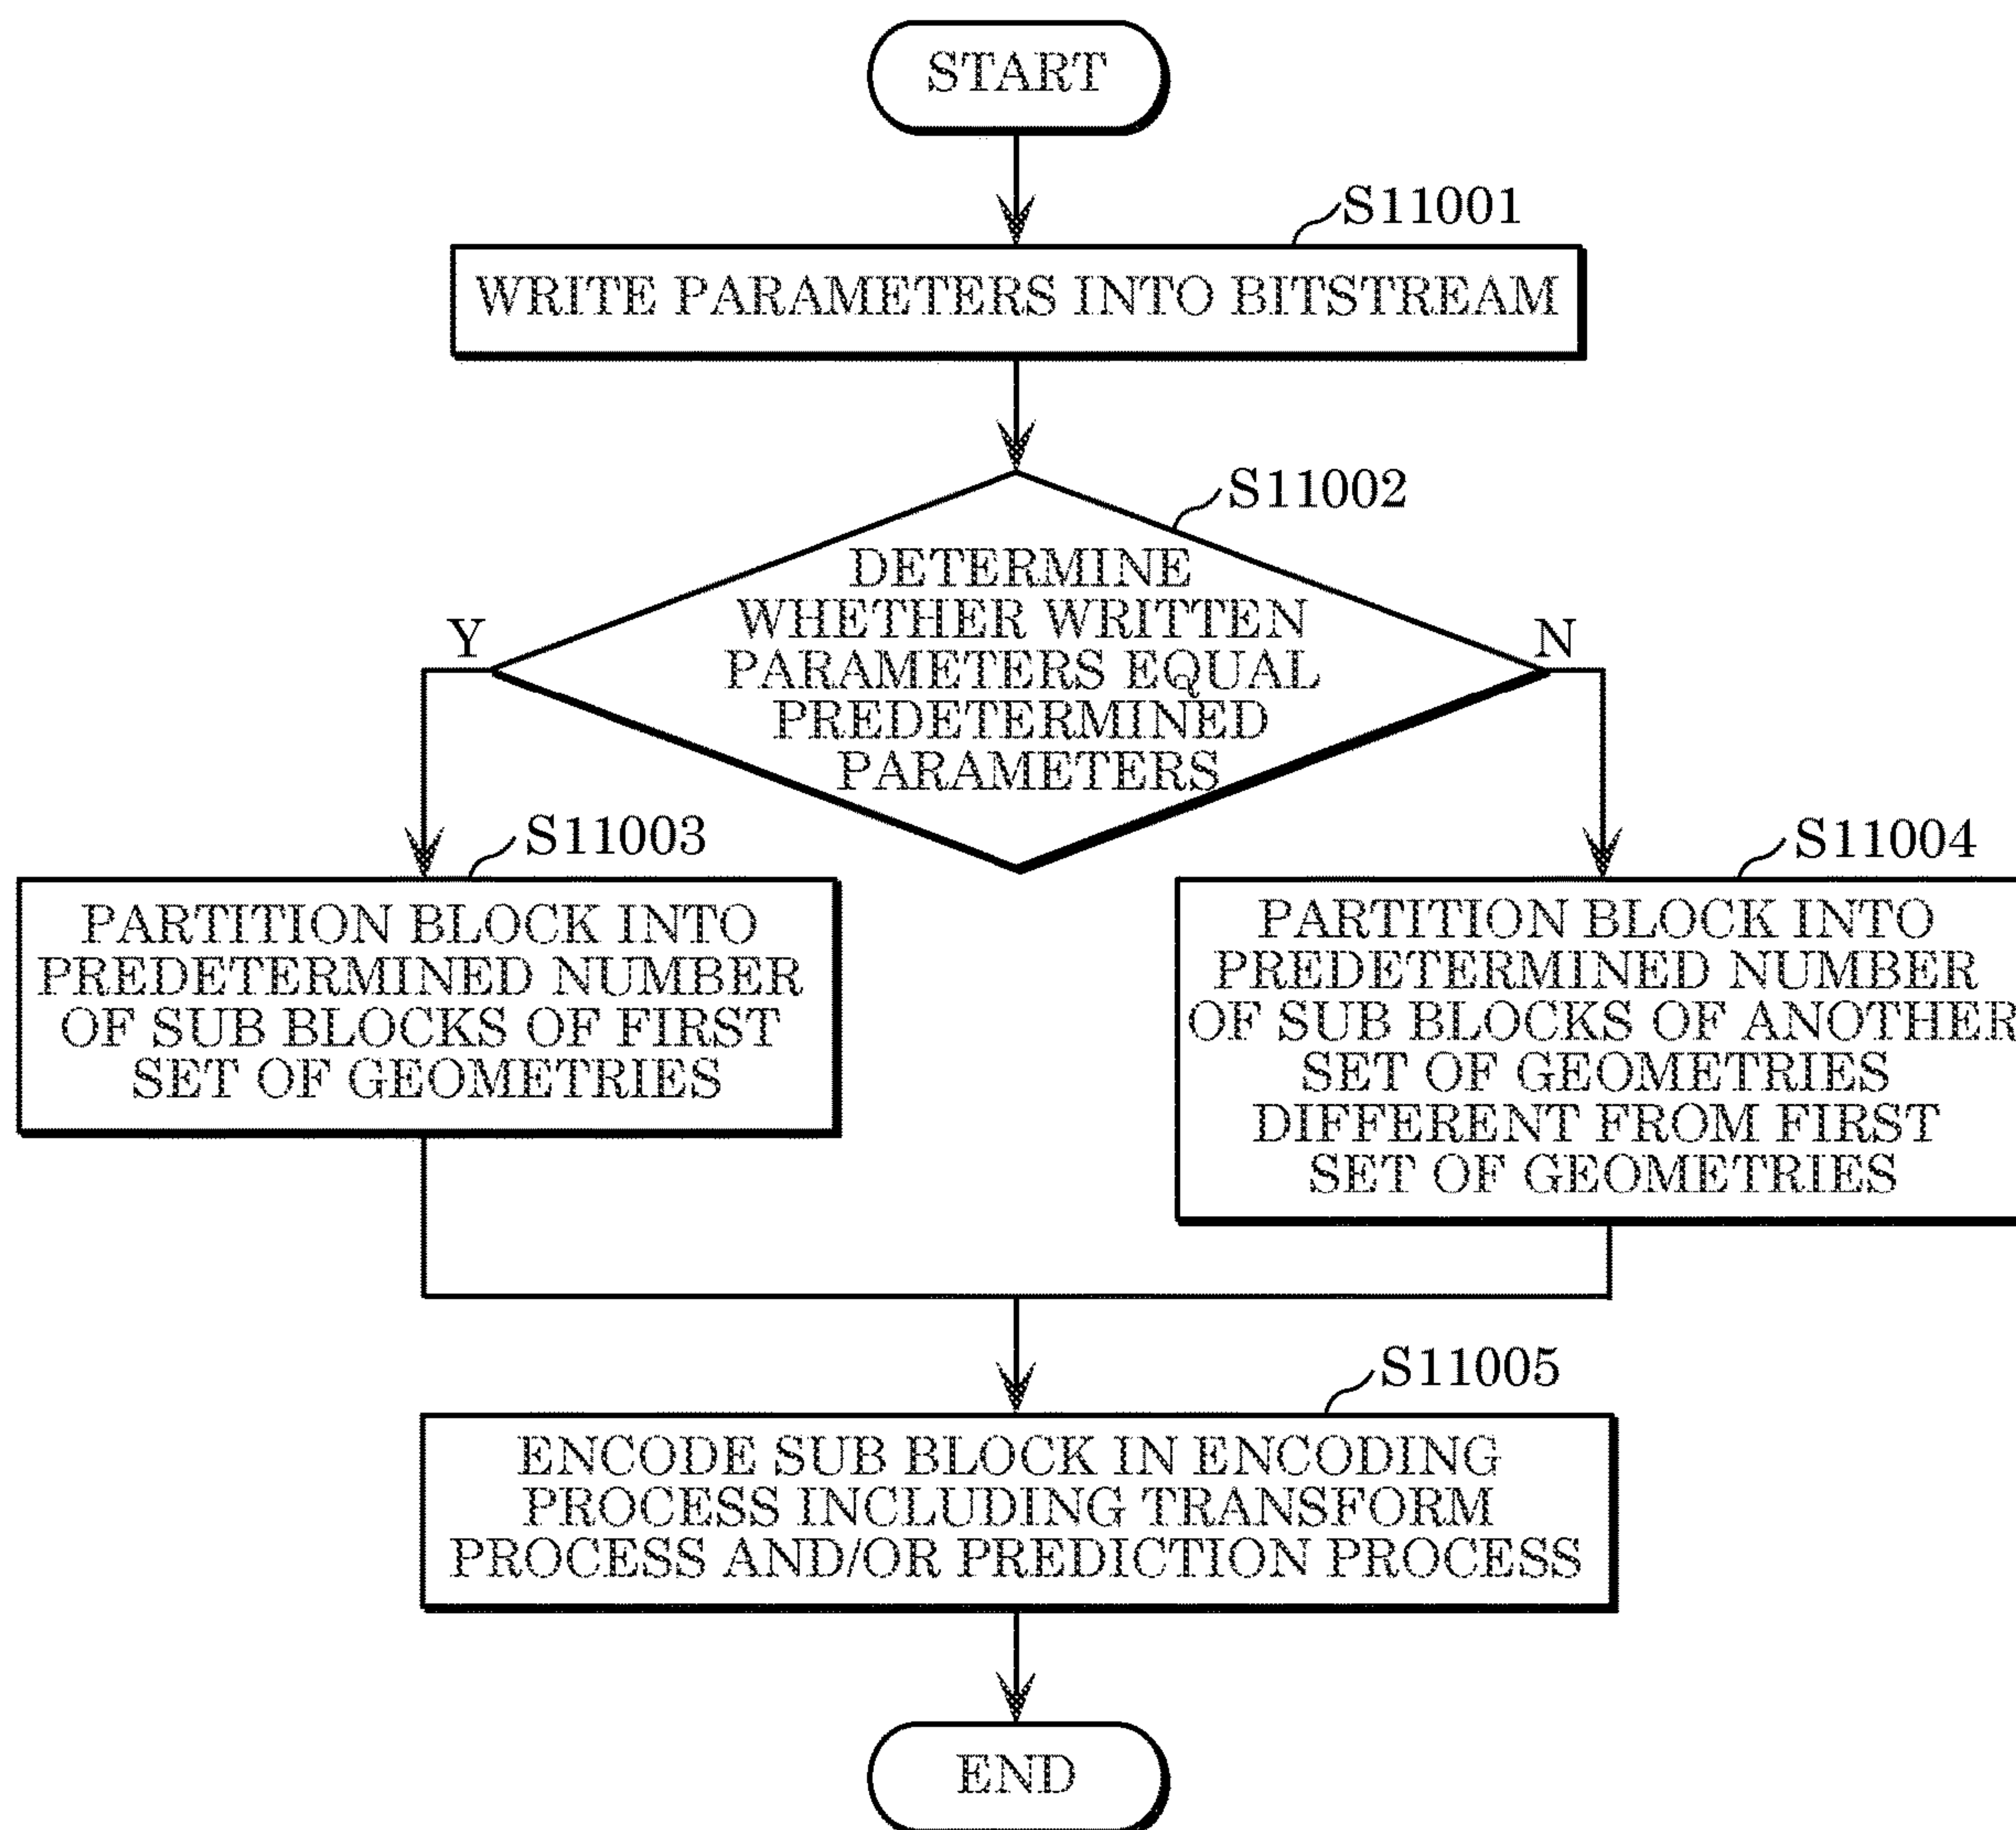 START
S11001
WRITE PARAMETERS INTO BITSTREAM
S11002
DETERMINE
WHETHER WRITTEN
PARAMETERS EQUAL
PREDETERMINED
PARAMETERS
Y
N
S11003
PARTITION BLOCK INTO
PREDETERMINED NUMBER
OF SUB BLOCKS OF FIRST
SET OF GEOMETRIES
S11004
PARTITION BLOCK INTO
PREDETERMINED NUMBER
OF SUB BLOCKS OF ANOTHER
SET OF GEOMETRIES
DIFFERENT FROM FIRST
SET OF GEOMETRIES
S11005
ENCODE SUB BLOCK IN ENCODING
PROCESS INCLUDING TRANSFORM
PROCESS AND/OR PREDICTION PROCESS
END